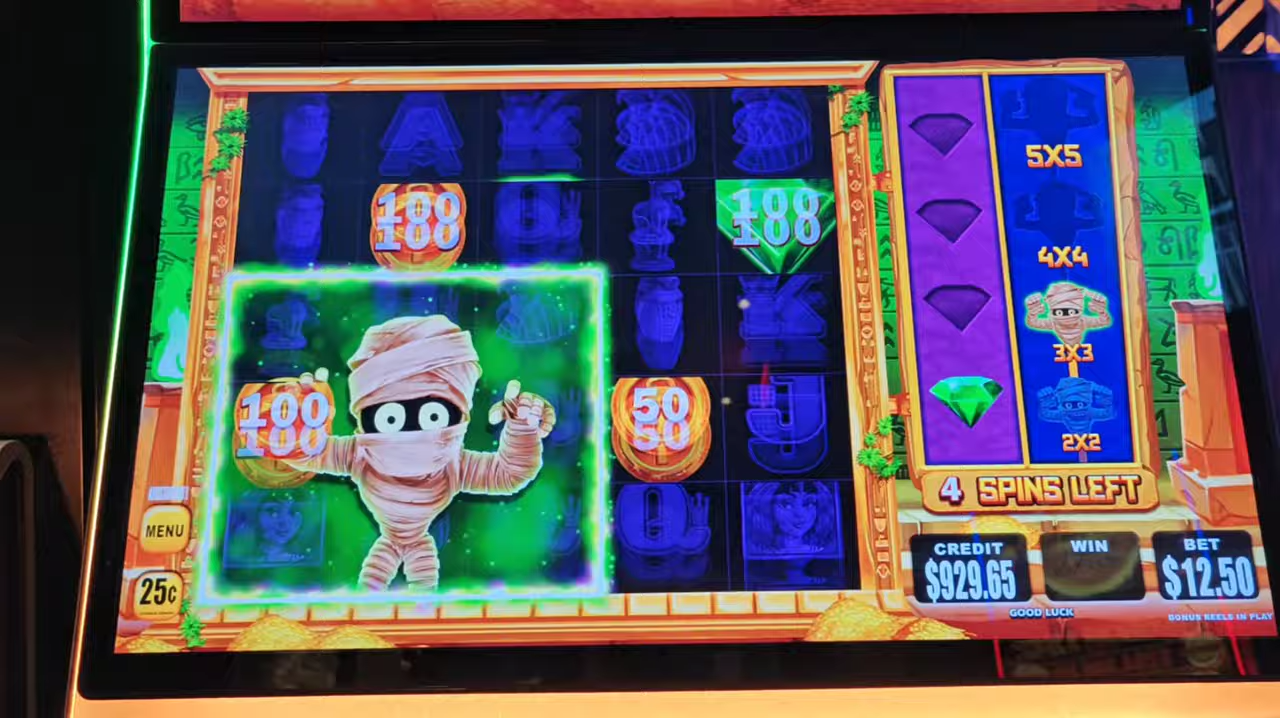 A K
100
100
Q
100
100
K
100
100
50
50
J
Q
5X5
4X4
3X3
2X2
4 SPINS LEFT
MENU
25¢
CREDIT
$929.65
WIN
BET
$12.50
GOOD LUCK
BONUS REELS IN PLAY